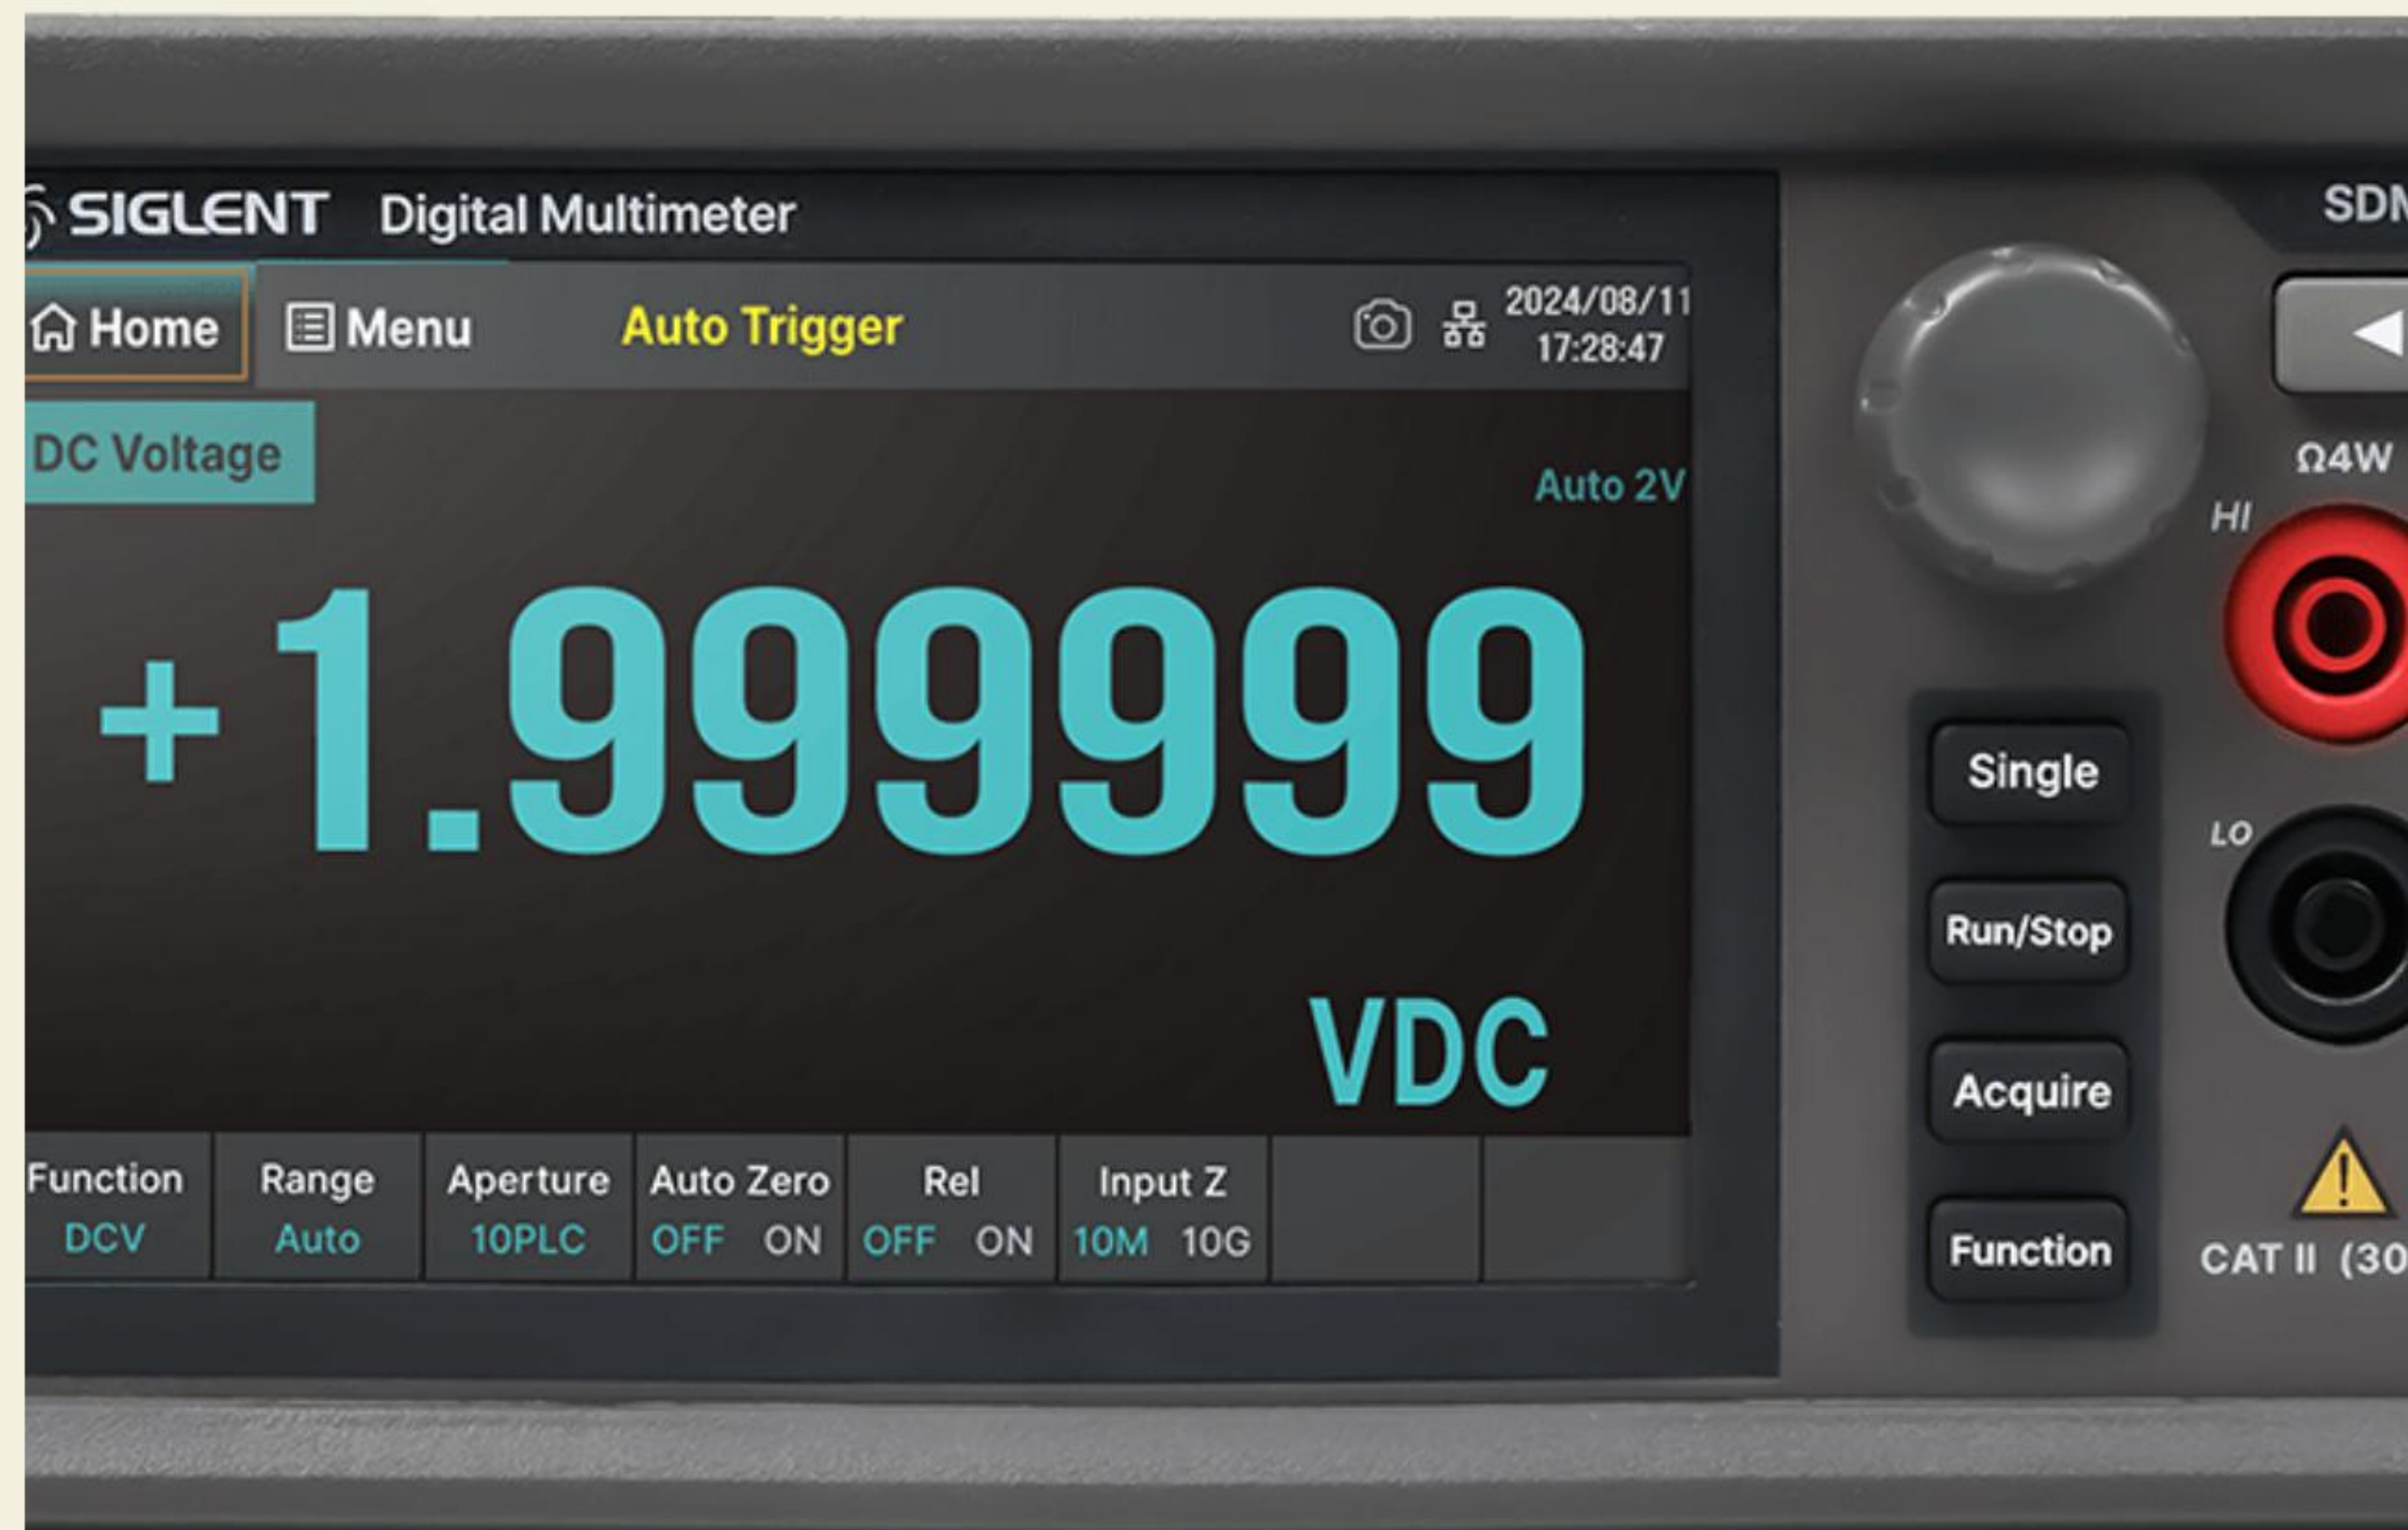 SIGLENT Digital Multimeter
SDM
Home Menu Auto Trigger 2024/08/11
17:28:47
DC Voltage
Auto 2V
Ω4W
HI
+1.999999
VDC
Single
LO
Run/Stop
Acquire
Function
CAT II (30
Function Range Aperture Auto Zero Rel Input Z
DCV Auto 10PLC OFF ON OFF ON 10M 10G